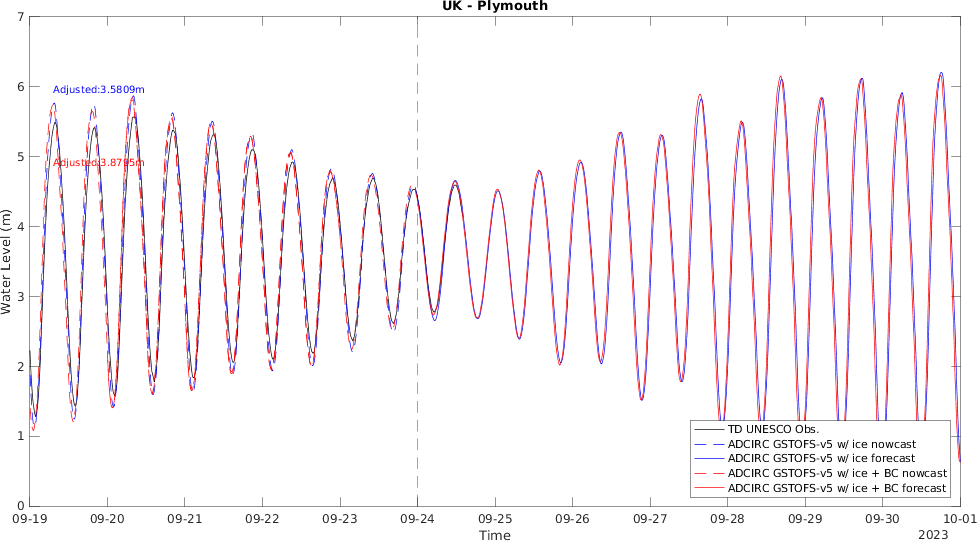 UK - Plymouth
7
6
5
4
3
2
1
0
Water Level (m)
Adjusted:3.5809m
Adjusted:3.8785m
TD UNESCO Obs.
ADCIRC GSTOFS-v5 w/ ice nowcast
ADCIRC GSTOFS-v5 w/ ice forecast
ADCIRC GSTOFS-v5 w/ ice + BC nowcast
ADCIRC GSTOFS-v5 w/ ice + BC forecast
09-19 09-20 09-21 09-22 09-23 09-24 09-25 09-26 09-27 09-28 09-29 09-30 10-01
Time
2023